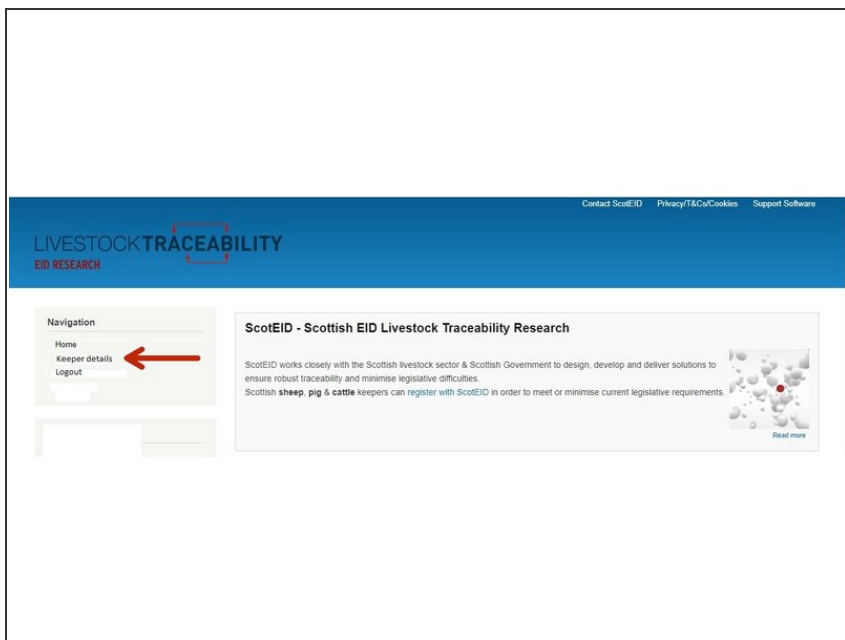 Contact ScotEID Privacy/T&Cs/Cookies Support Software
LIVESTOCKTRACEABILITY
EID RESEARCH
Navigation
Home
Keeper details
Logout
ScotEID - Scottish EID Livestock Traceability Research
ScotEID works closely with the Scottish livestock sector & Scottish Government to design, develop and deliver solutions to
ensure robust traceability and minimise legislative difficulties.
Scottish sheep, pig & cattle keepers can register with ScotEID in order to meet or minimise current legislative requirements.
Read more